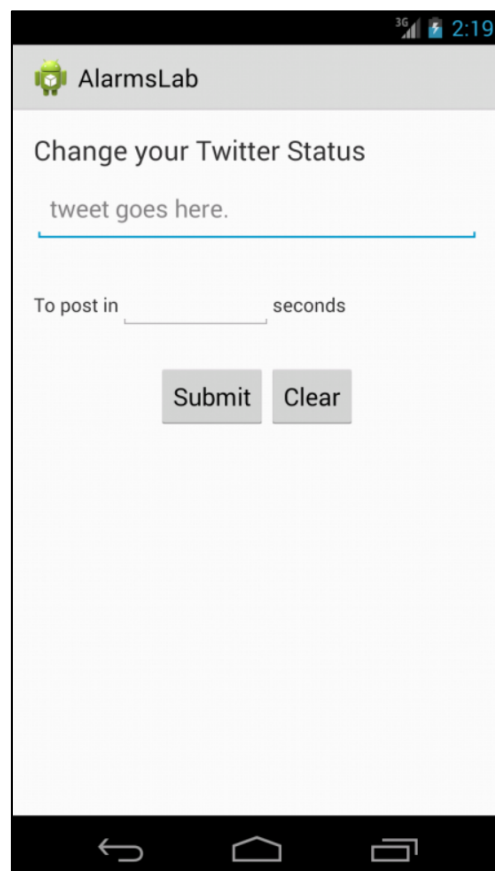 3G 2:19
AlarmsLab
Change your Twitter Status
tweet goes here.
To post in seconds
Submit Clear